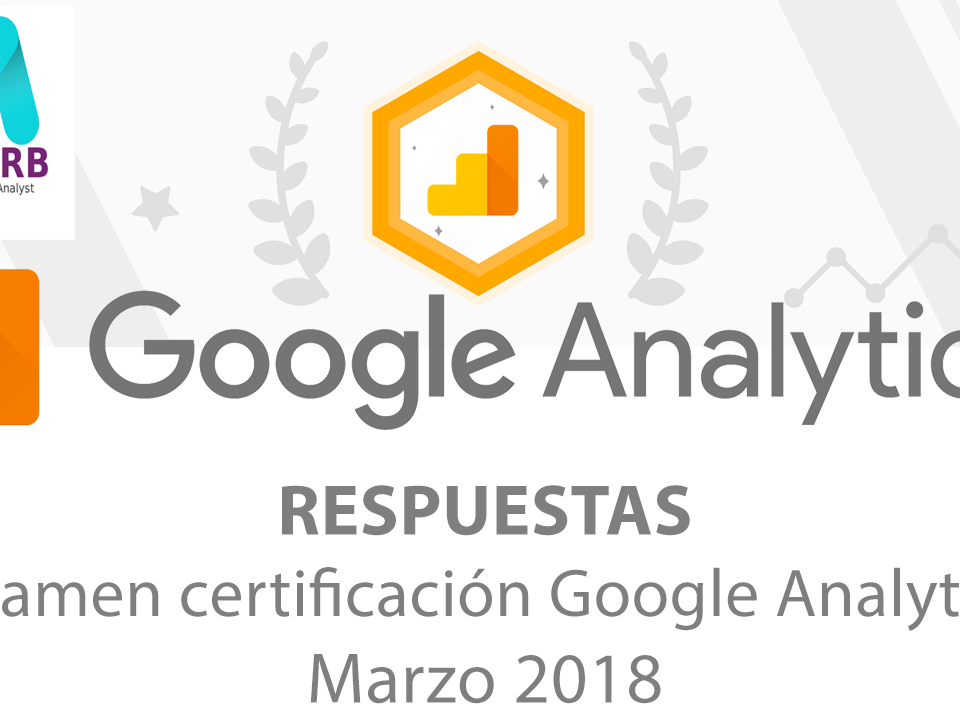 RB
Analyst
Google Analytic
RESPUESTAS
amen certificación Google Analyt
Marzo 2018